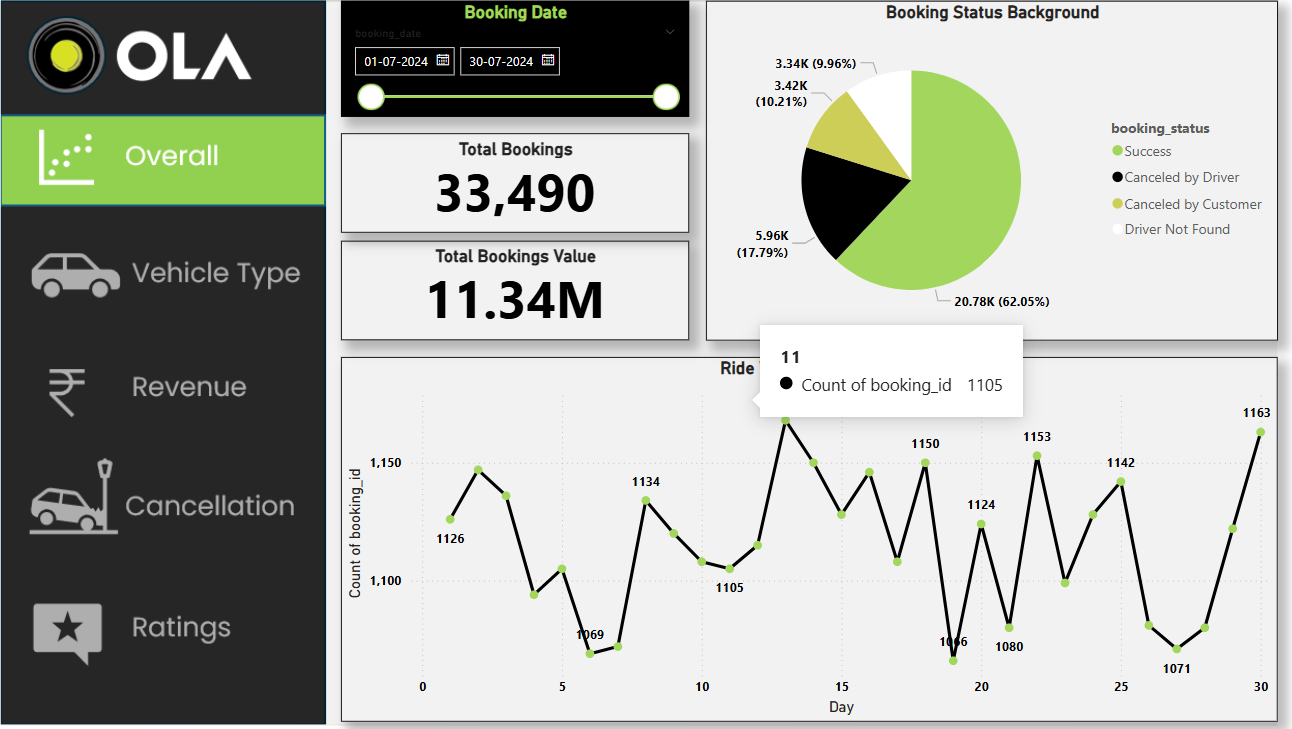 OLA
Overall
Vehicle Type
Revenue
Cancellation
Ratings
Booking Date
booking_date
01-07-2024
30-07-2024
Total Bookings
33,490
Total Bookings Value
11.34M
Booking Status Background
3.34K (9.96%)
3.42K
(10.21%)
5.96K
(17.79%)
20.78K (62.05%)
booking_status
Success
Canceled by Driver
Canceled by Customer
Driver Not Found
Ride
11
Count of booking_id 1105
Count of booking_id
1,150
1,100
1126
1069
1134
1105
1150
1066
1124
1080
1153
1142
1071
1163
0
5
10
15
20
25
30
Day